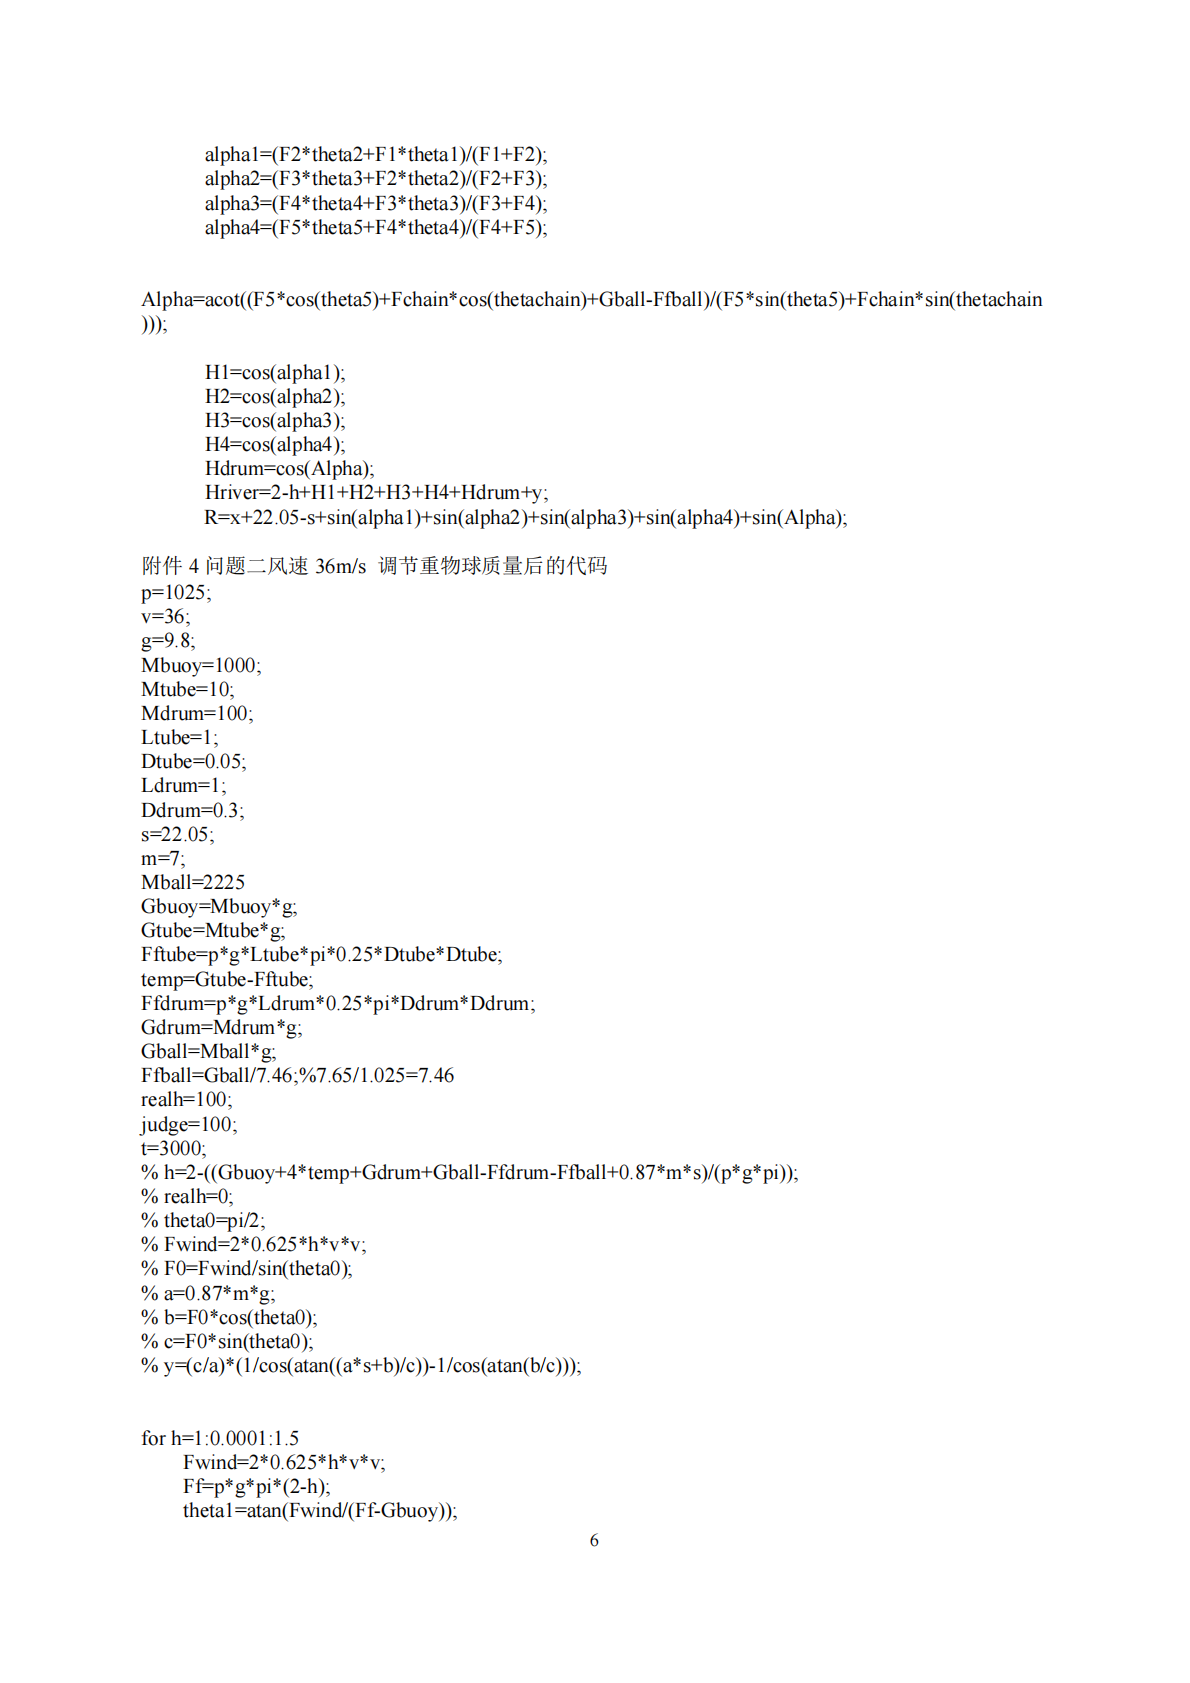 alpha1=(F2*theta2+F1*theta1)/(F1+F2);
alpha2=(F3*theta3+F2*theta2)/(F2+F3);
alpha3=(F4*theta4+F3*theta3)/(F3+F4);
alpha4=(F5*theta5+F4*theta4)/(F4+F5);
Alpha=acot((F5*cos(theta5)+Fchain*cos(thetachain)+Gball-Ffball)/(F5*sin(theta5)+Fchain*sin(thetachain
)));
H1=cos(alpha1);
H2=cos(alpha2);
H3=cos(alpha3);
H4=cos(alpha4);
Hdrum=cos(Alpha);
Hriver=2-h+H1+H2+H3+H4+Hdrum+y;
R=x+22.05-s+sin(alpha1)+sin(alpha2)+sin(alpha3)+sin(alpha4)+sin(Alpha);
附件 4 问题二风速 36m/s 调节重物球质量后的代码
p=1025;
v=36;
g=9.8;
Mbuoy=1000;
Mtube=10;
Mdrum=100;
Ltube=1;
Dtube=0.05;
Ldrum=1;
Ddrum=0.3;
s=22.05;
m=7;
Mball=2225
Gbuoy=Mbuoy*g;
Gtube=Mtube*g;
Fftube=p*g*Ltube*pi*0.25*Dtube*Dtube;
temp=Gtube-Fftube;
Ffdrum=p*g*Ldrum*0.25*pi*Ddrum*Ddrum;
Gdrum=Mdrum*g;
Gball=Mball*g;
Ffball=Gball/7.46;%7.65/1.025=7.46
realh=100;
judge=100;
t=3000;
% h=2-((Gbuoy+4*temp+Gdrum+Gball-Ffdrum-Ffball+0.87*m*s)/(p*g*pi));
% realh=0;
% theta0=pi/2;
% Fwind=2*0.625*h*v*v;
% F0=Fwind/sin(theta0);
% a=0.87*m*g;
% b=F0*cos(theta0);
% c=F0*sin(theta0);
% y=(c/a)*(1/cos(atan((a*s+b)/c))-1/cos(atan(b/c)));
for h=1:0.0001:1.5
Fwind=2*0.625*h*v*v;
Ff=p*g*pi*(2-h);
theta1=atan(Fwind/(Ff-Gbuoy));
6